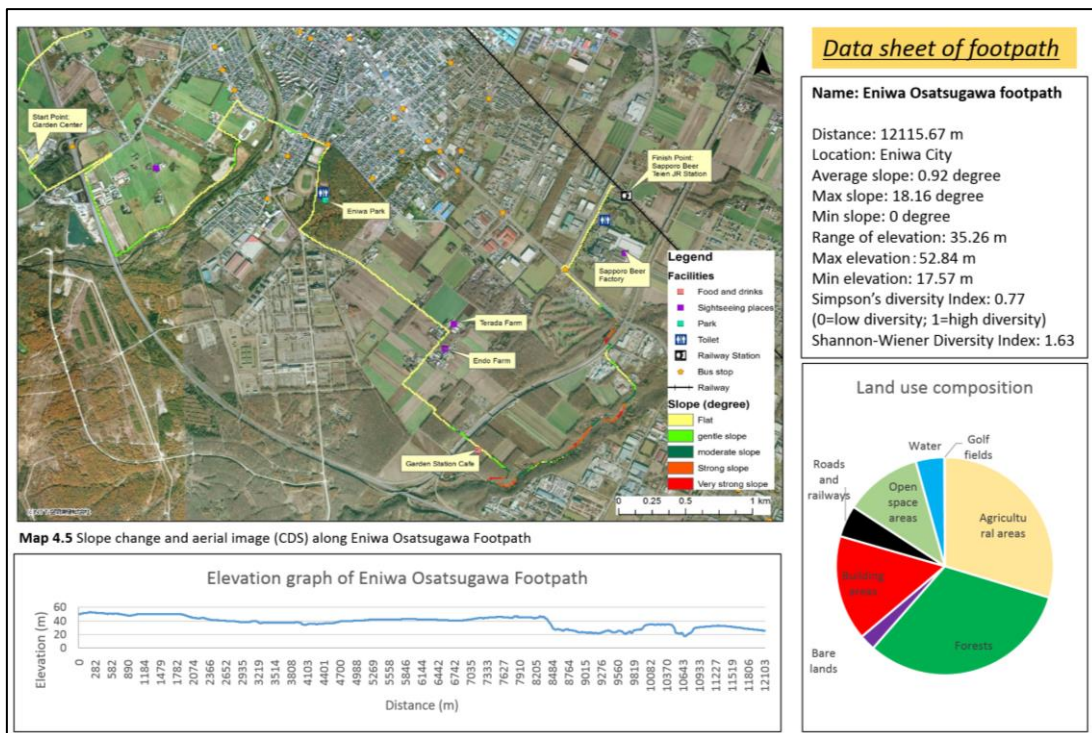 Start Point:
Garden Center
Eniwa Park
Terada Farm
Endo Farm
Garden Station Cafe
Finish Point:
Sapporo Beer
Teien JR Station
Sapporo Beer
Factory
Legend
Facilities
Food and drinks
Sightseeing places
Park
Toilet
Railway Station
Bus stop
Railway
Slope (degree)
Flat
gentle slope
moderate slope
Strong slope
Very strong slope
0 0.25 0.5 1 km
Map 4.5 Slope change and aerial image (CDS) along Eniwa Osatsugawa Footpath
Elevation graph of Eniwa Osatsugawa Footpath
Elevation (m)
60
40
20
0
0 282 582 890 1184 1479 1782 2074 2366 2652 2935 3219 3514 3808 4103 4401 4700 4988 5269 5558 5846 6144 6442 6742 7035 7333 7627 7910 8205 8484 8744 9015 9276 9560 9819 10082 10370 10643 10933 11227 11519 11806 12103
Distance (m)
Data sheet of footpath
Name: Eniwa Osatsugawa footpath
Distance: 12115.67 m
Location: Eniwa City
Average slope: 0.92 degree
Max slope: 18.16 degree
Min slope: 0 degree
Range of elevation: 35.26 m
Max elevation: 52.84 m
Min elevation: 17.57 m
Simpson's diversity Index: 0.77
(0=low diversity; 1=high diversity)
Shannon-Wiener Diversity Index: 1.63
Land use composition
Water
Golf
fields
Roads
and
railways
Open
space
areas
Agricultu
ral areas
Building
areas
Forests
Bare
lands